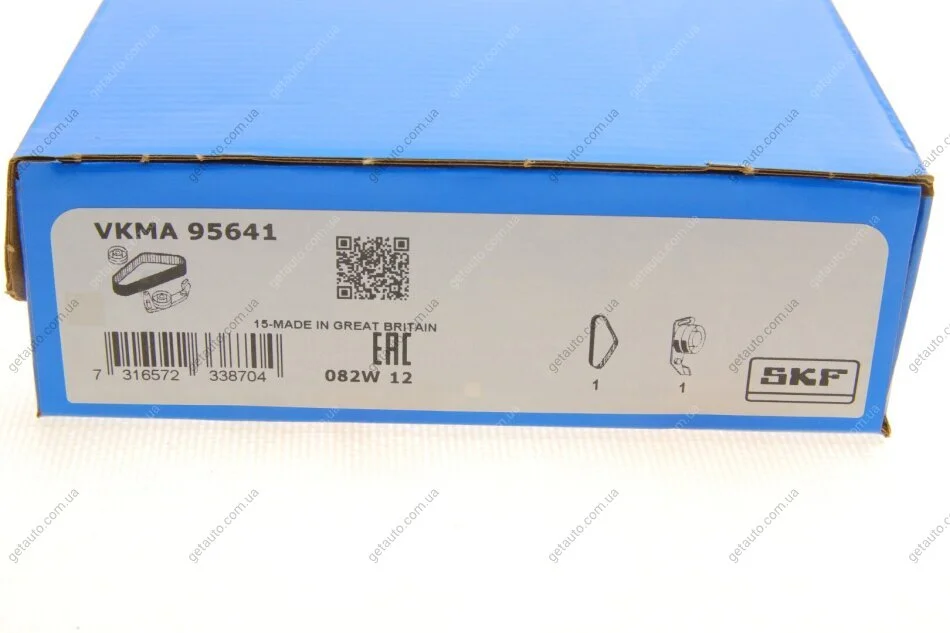 VKMA 95641
15-MADE IN GREAT BRITAIN
EAC
7 316572 338704
082W 12
1
1
SKF
getauto.com.ua